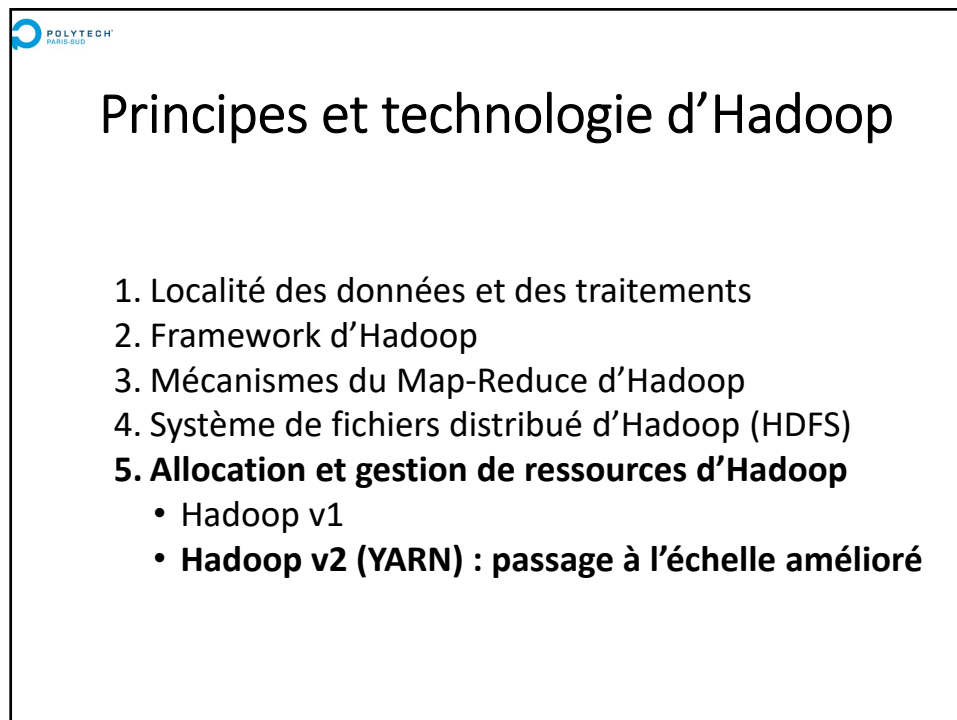 POLYTECH'
PARIS-SUD
Principes et technologie d’Hadoop
1. Localité des données et des traitements
2. Framework d’Hadoop
3. Mécanismes du Map-Reduce d’Hadoop
4. Système de fichiers distribué d’Hadoop (HDFS)
5. Allocation et gestion de ressources d’Hadoop
• Hadoop v1
• Hadoop v2 (YARN) : passage à l’échelle amélioré